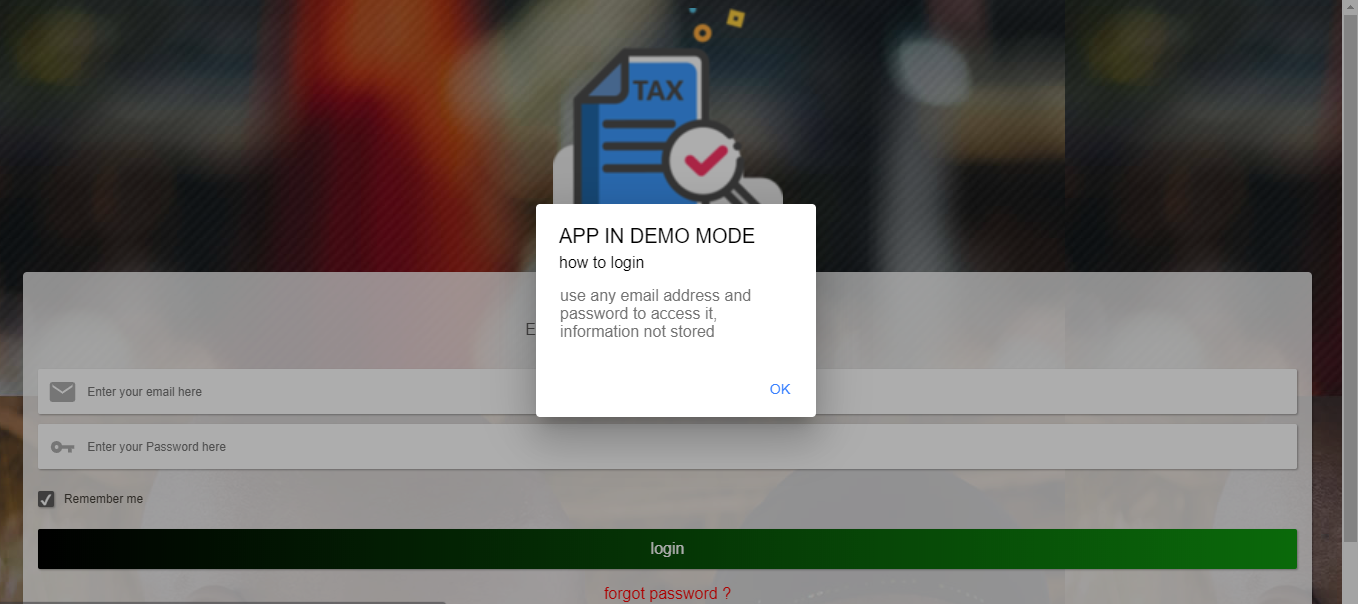 TAX
APP IN DEMO MODE
how to login
use any email address and
password to access it,
information not stored
OK
E
Enter your email here
Enter your Password here
Remember me
login
forgot password ?